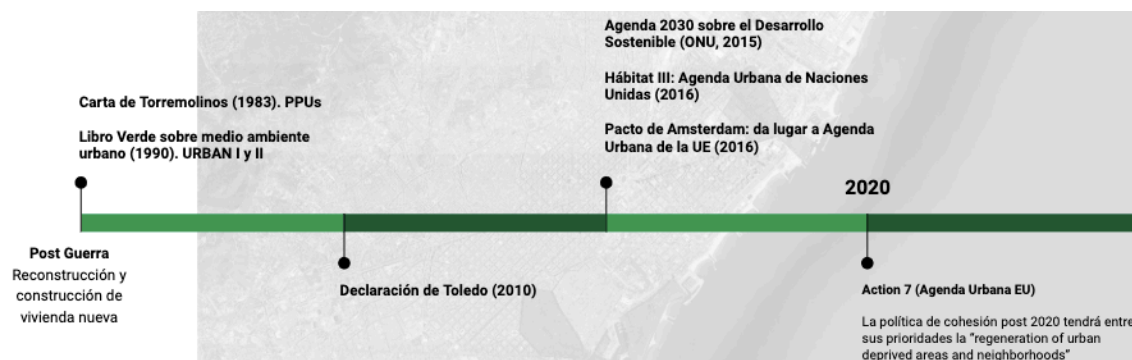 Carta de Torremolinos (1983). PPUs
Libro Verde sobre medio ambiente
urbano (1990). URBAN I y II
Post Guerra
Reconstrucción y
construcción de
vivienda nueva
Declaración de Toledo (2010)
Agenda 2030 sobre el Desarrollo
Sostenible (ONU, 2015)
Hábitat III: Agenda Urbana de Naciones
Unidas (2016)
Pacto de Amsterdam: da lugar a Agenda
Urbana de la UE (2016)
2020
Action 7 (Agenda Urbana EU)
La política de cohesión post 2020 tendrá entre
sus prioridades la "regeneration of urban
deprived areas and neighborhoods"